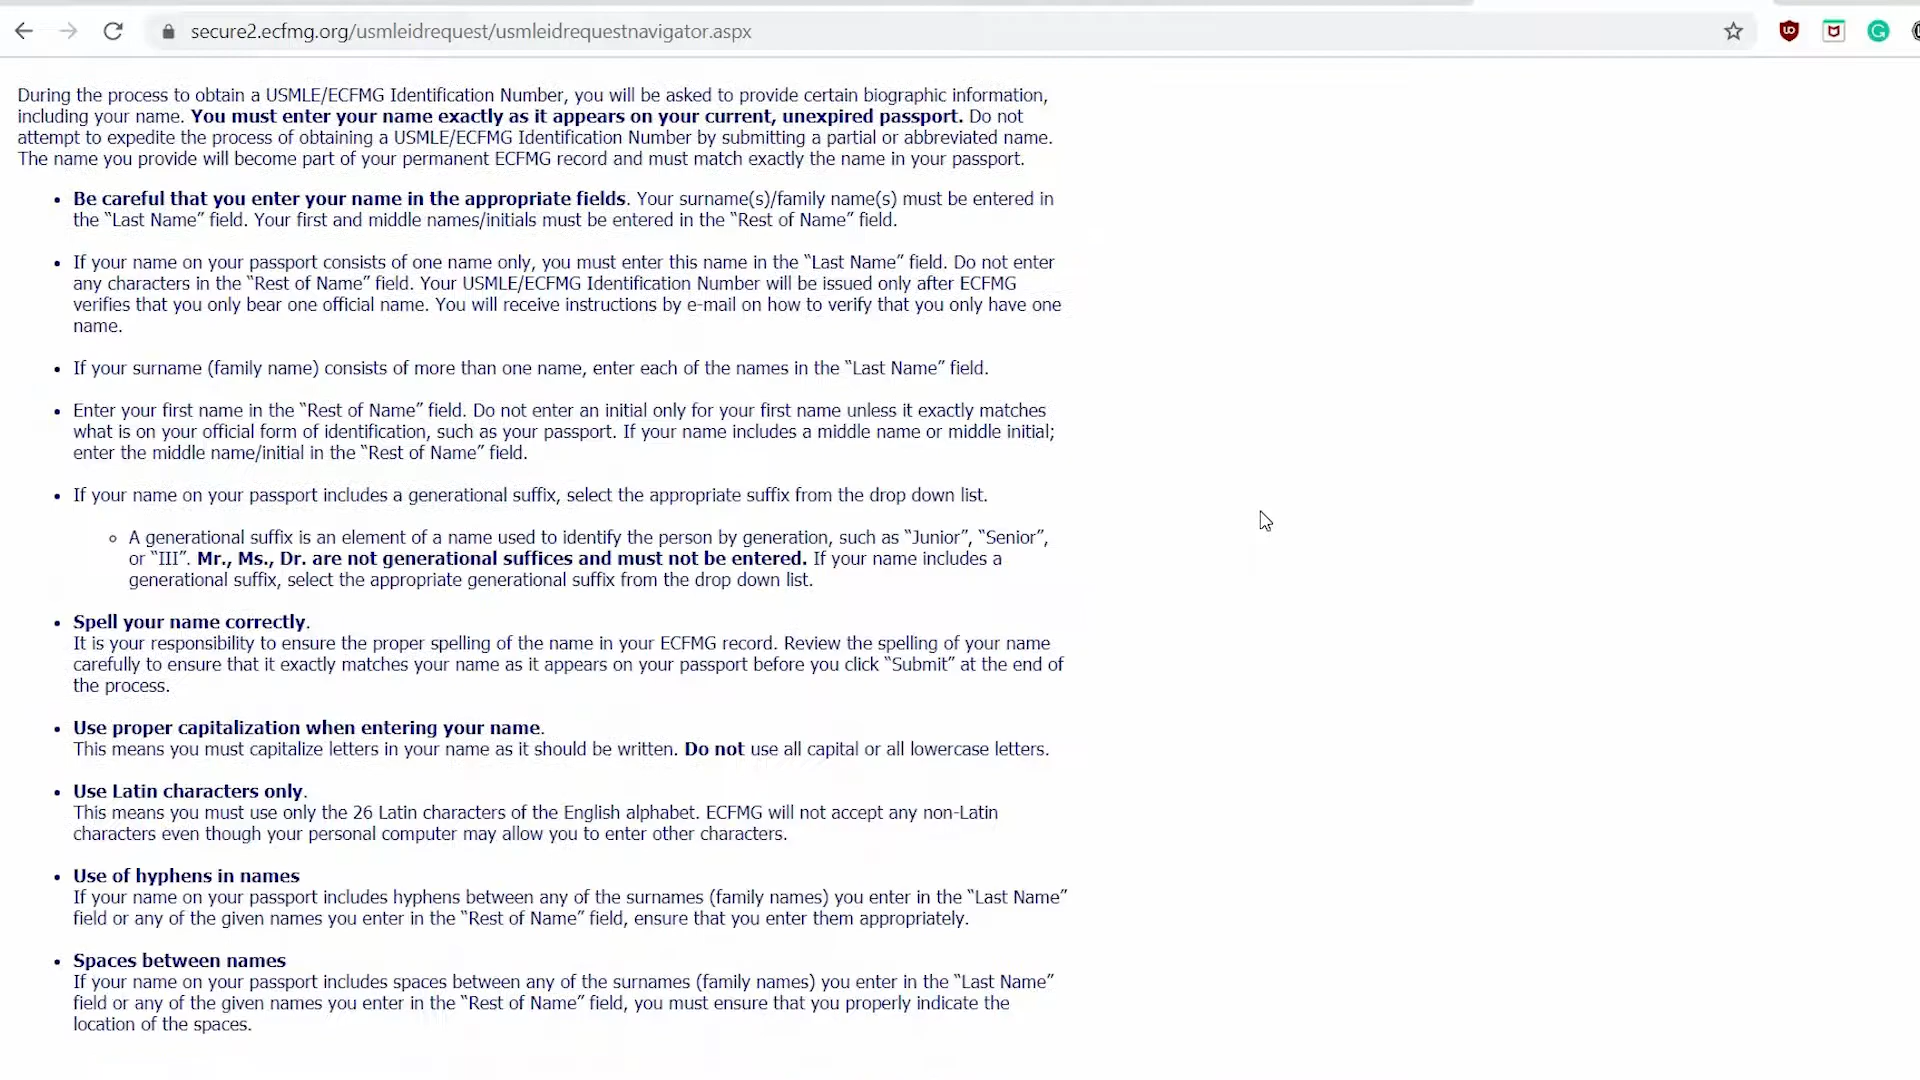 secure2.ecfmg.org/usmleidrequest/usmleidrequestnavigator.aspx
During the process to obtain a USMLE/ECFMG Identification Number, you will be asked to provide certain biographic information,
including your name. You must enter your name exactly as it appears on your current, unexpired passport. Do not
attempt to expedite the process of obtaining a USMLE/ECFMG Identification Number by submitting a partial or abbreviated name.
The name you provide will become part of your permanent ECFMG record and must match exactly the name in your passport.
• Be careful that you enter your name in the appropriate fields. Your surname(s)/family name(s) must be entered in
the “Last Name” field. Your first and middle names/initials must be entered in the “Rest of Name” field.
• If your name on your passport consists of one name only, you must enter this name in the “Last Name” field. Do not enter
any characters in the “Rest of Name” field. Your USMLE/ECFMG Identification Number will be issued only after ECFMG
verifies that you only bear one official name. You will receive instructions by e-mail on how to verify that you only have one
name.
• If your surname (family name) consists of more than one name, enter each of the names in the “Last Name” field.
• Enter your first name in the “Rest of Name” field. Do not enter an initial only for your first name unless it exactly matches
what is on your official form of identification, such as your passport. If your name includes a middle name or middle initial;
enter the middle name/initial in the “Rest of Name” field.
• If your name on your passport includes a generational suffix, select the appropriate suffix from the drop down list.
◦ A generational suffix is an element of a name used to identify the person by generation, such as “Junior”, “Senior”,
or “III”. Mr., Ms., Dr. are not generational suffices and must not be entered. If your name includes a
generational suffix, select the appropriate generational suffix from the drop down list.
• Spell your name correctly.
It is your responsibility to ensure the proper spelling of the name in your ECFMG record. Review the spelling of your name
carefully to ensure that it exactly matches your name as it appears on your passport before you click “Submit” at the end of
the process.
• Use proper capitalization when entering your name.
This means you must capitalize letters in your name as it should be written. Do not use all capital or all lowercase letters.
• Use Latin characters only.
This means you must use only the 26 Latin characters of the English alphabet. ECFMG will not accept any non-Latin
characters even though your personal computer may allow you to enter other characters.
• Use of hyphens in names
If your name on your passport includes hyphens between any of the surnames (family names) you enter in the “Last Name”
field or any of the given names you enter in the “Rest of Name” field, ensure that you enter them appropriately.
• Spaces between names
If your name on your passport includes spaces between any of the surnames (family names) you enter in the “Last Name”
field or any of the given names you enter in the “Rest of Name” field, you must ensure that you properly indicate the
location of the spaces.